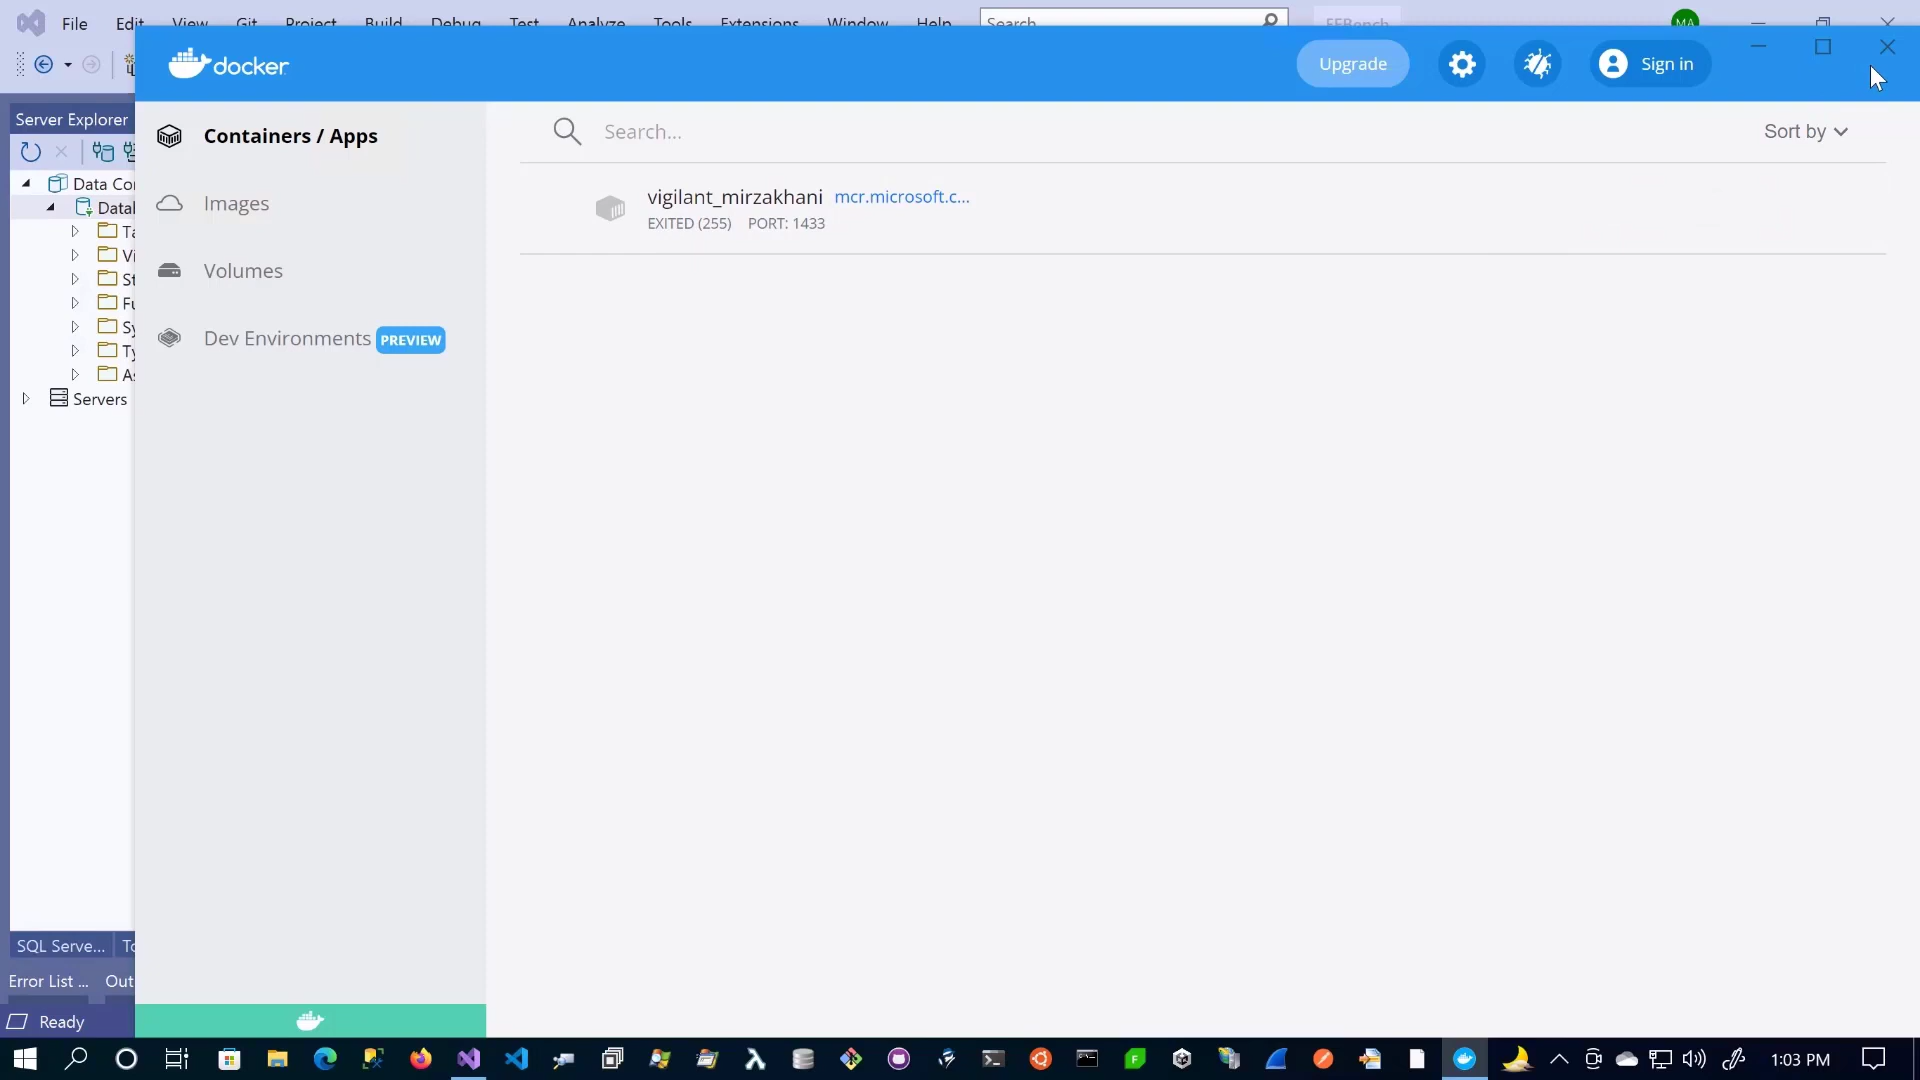 File Edit View Git Project Build Debug Test Analyze Tools Extensions Window Help Search EFBench MA
docker Upgrade Sign in
Server Explorer
Containers / Apps
Search... Sort by
Data Co
vigilant_mirzakhani mcr.microsoft.c...
Images
EXITED (255) PORT: 1433
Volumes
Dev Environments PREVIEW
Servers
SQL Serve...
Error List ... Out
Ready
1:03 PM